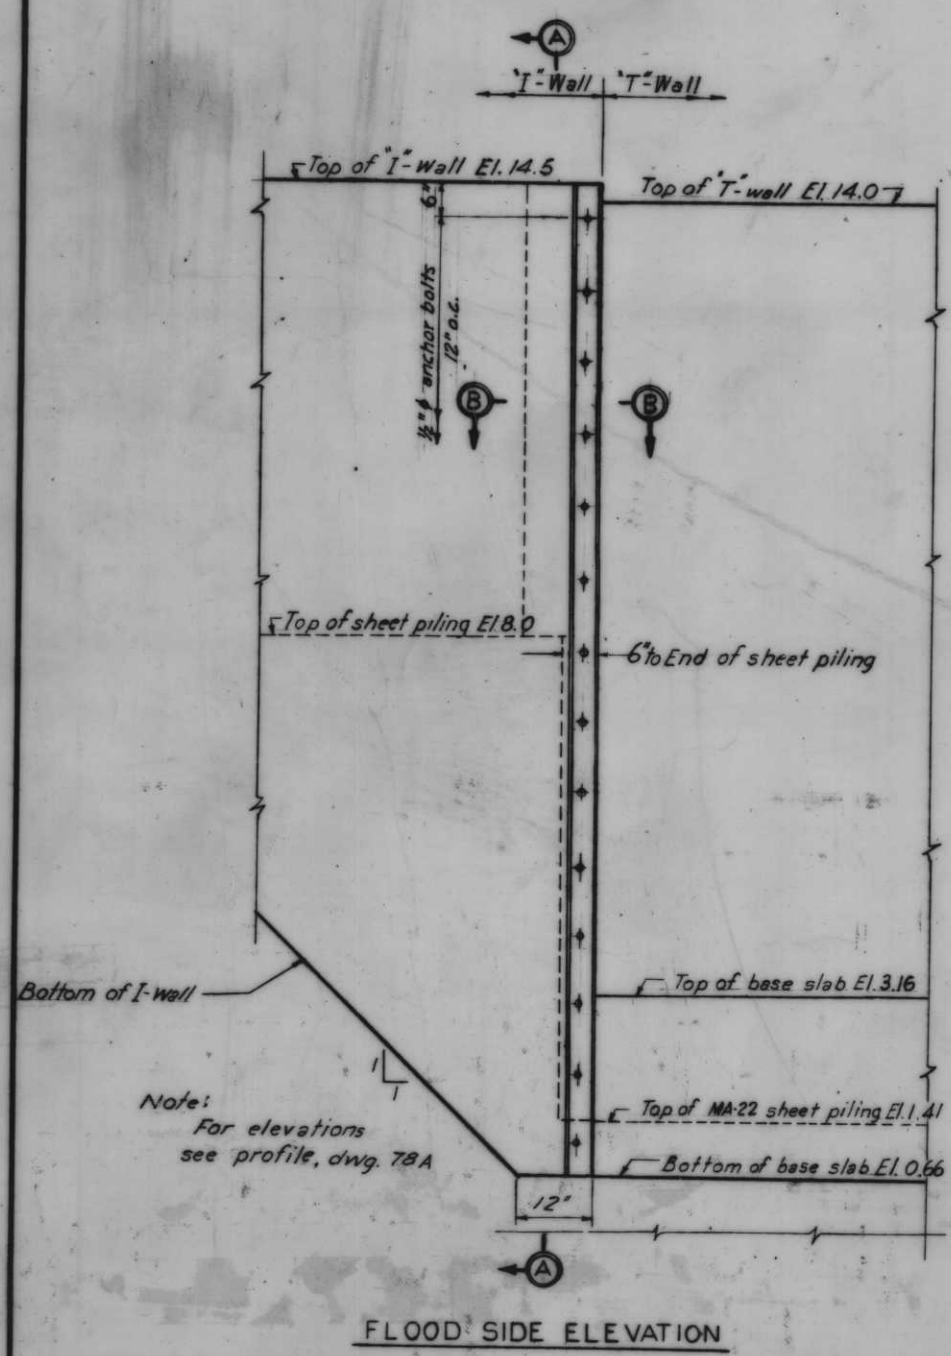 A
"I"-Wall "T"-Wall
Top of "I"-wall El. 14.5
Top of "T"-wall El. 14.0
6"
½"ϕ anchor bolts
12" o.c.
B
B
Top of sheet piling El 8.0
6" to End of sheet piling
Bottom of I-wall
Top of base slab El. 3.16
1
1
Note:
For elevations
see profile, dwg. 78A
Top of MA-22 sheet piling El. 1.41
Bottom of base slab El. 0.66
12"
A
FLOOD SIDE ELEVATION